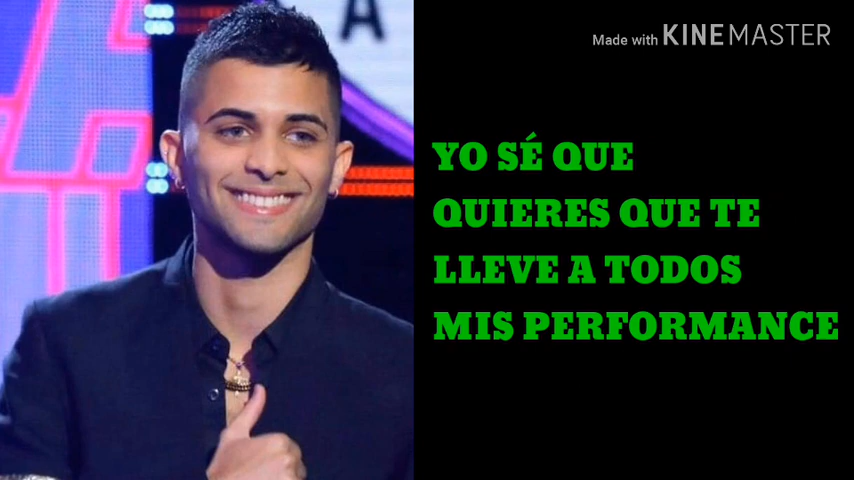 A
Made with KINEMASTER
YO SÉ QUE
QUIERES QUE TE
LLEVE A TODOS
MIS PERFORMANCE